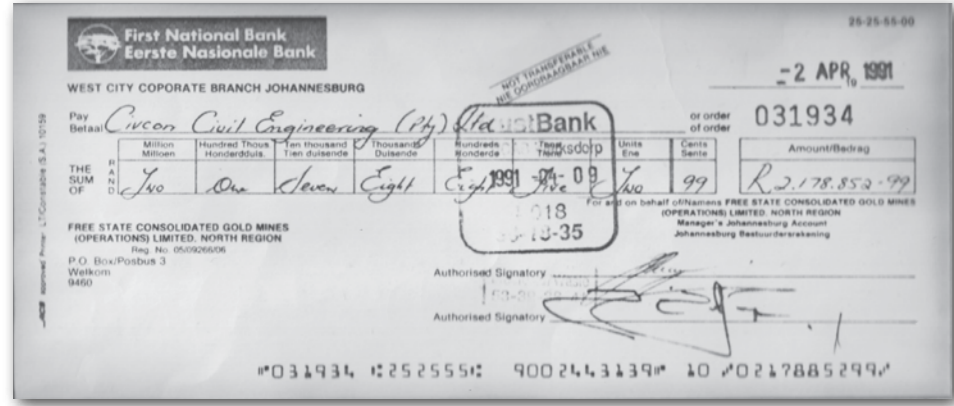 25-25-55-00
First National Bank
Eerste Nasionale Bank
NOT TRANSFERABLE
NIE OORDRAAGBAAR NIE
- 2 APR, 1991
19
WEST CITY COPORATE BRANCH JOHANNESBURG
Pay
Betaal Civcon Civil Engineering (Pty) Ltd
ustBank
or order
of order
031934
Million Hundred Thous Ten thousand Thousands Hundreds Units Cents Amount/Bedrag
Milloen Honderdduis. Tien duisende Duisende Honderde Ene Sente
THE SUM OF RAND Two One Eight Two 99 R 2.178.852-99
1991 -04- 09
For and on behalf of/Namens FREE STATE CONSOLIDATED GOLD MINES
(OPERATIONS) LIMITED. NORTH REGION
Manager's Johannesburg Account
Johannesburg Bestuurdersrekening
018
-35
FREE STATE CONSOLIDATED GOLD MINES
(OPERATIONS) LIMITED. NORTH REGION
Reg. No. 05/09266/06
P.O. Box/Posbus 3
Welkom
9460
Authorised Signatory
Authorised Signatory
031934 252555 9002443139 10 0217885299